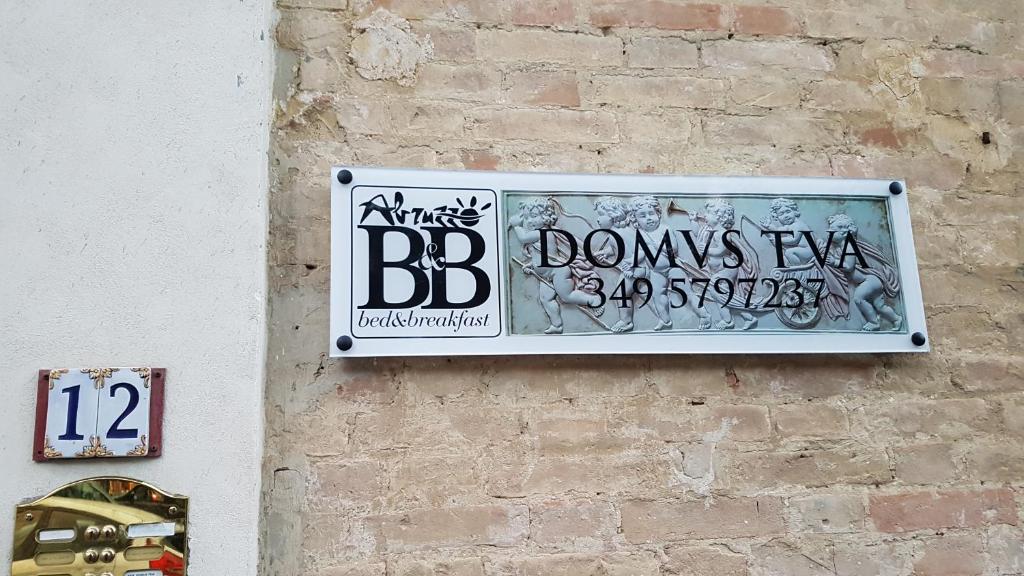 Abruzzo
B&B
bed&breakfast
DOMVS TVA
349 5797237
12